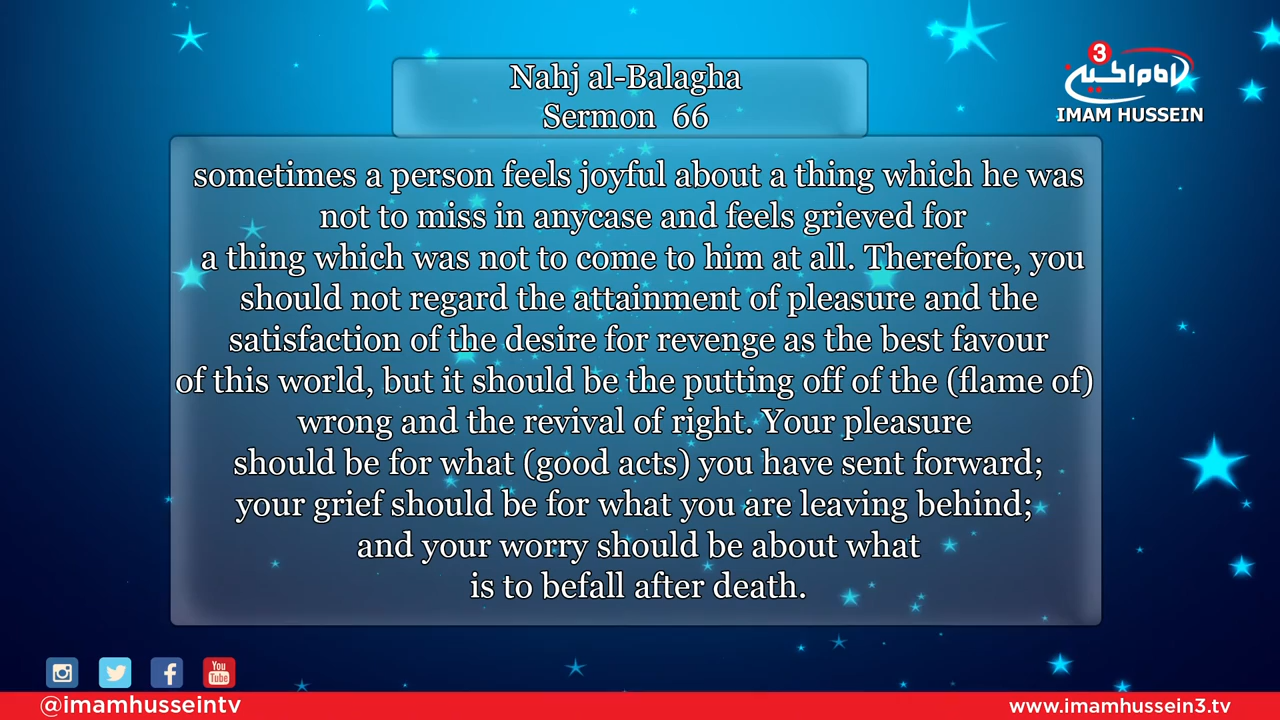 Nahj al-Balagha
Sermon 66
3
IMAM HUSSEIN
sometimes a person feels joyful about a thing which he was
not to miss in anycase and feels grieved for
a thing which was not to come to him at all. Therefore, you
should not regard the attainment of pleasure and the
satisfaction of the desire for revenge as the best favour
of this world, but it should be the putting off of the (flame of)
wrong and the revival of right. Your pleasure
should be for what (good acts) you have sent forward;
your grief should be for what you are leaving behind;
and your worry should be about what
is to befall after death.
You
Tube
@imamhusseintv
www.imamhussein3.tv